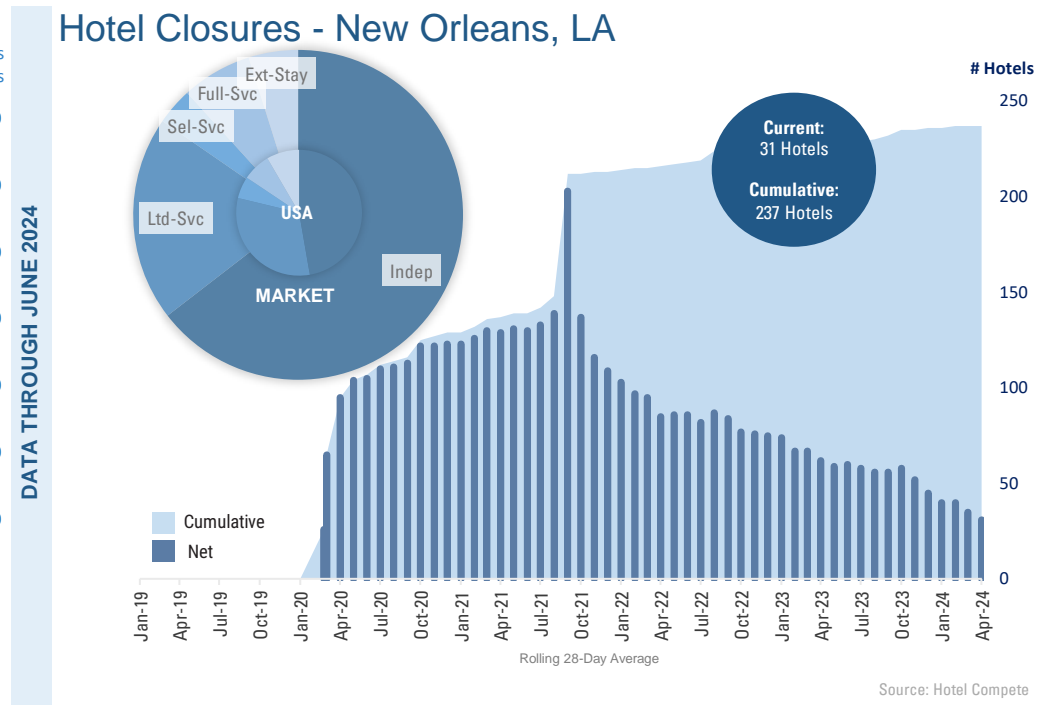 Hotel Closures - New Orleans, LA
s
s
DATA THROUGH JUNE 2024
Ext-Stay
Full-Svc
Sel-Svc
Ltd-Svc
USA
Indep
MARKET
# Hotels
250
200
150
100
50
0
Current:
31 Hotels
Cumulative:
237 Hotels
Cumulative
Net
Jan-19
Apr-19
Jul-19
Oct-19
Jan-20
Apr-20
Jul-20
Oct-20
Jan-21
Apr-21
Jul-21
Oct-21
Jan-22
Apr-22
Jul-22
Oct-22
Jan-23
Apr-23
Jul-23
Oct-23
Jan-24
Apr-24
Rolling 28-Day Average
Source: Hotel Compete